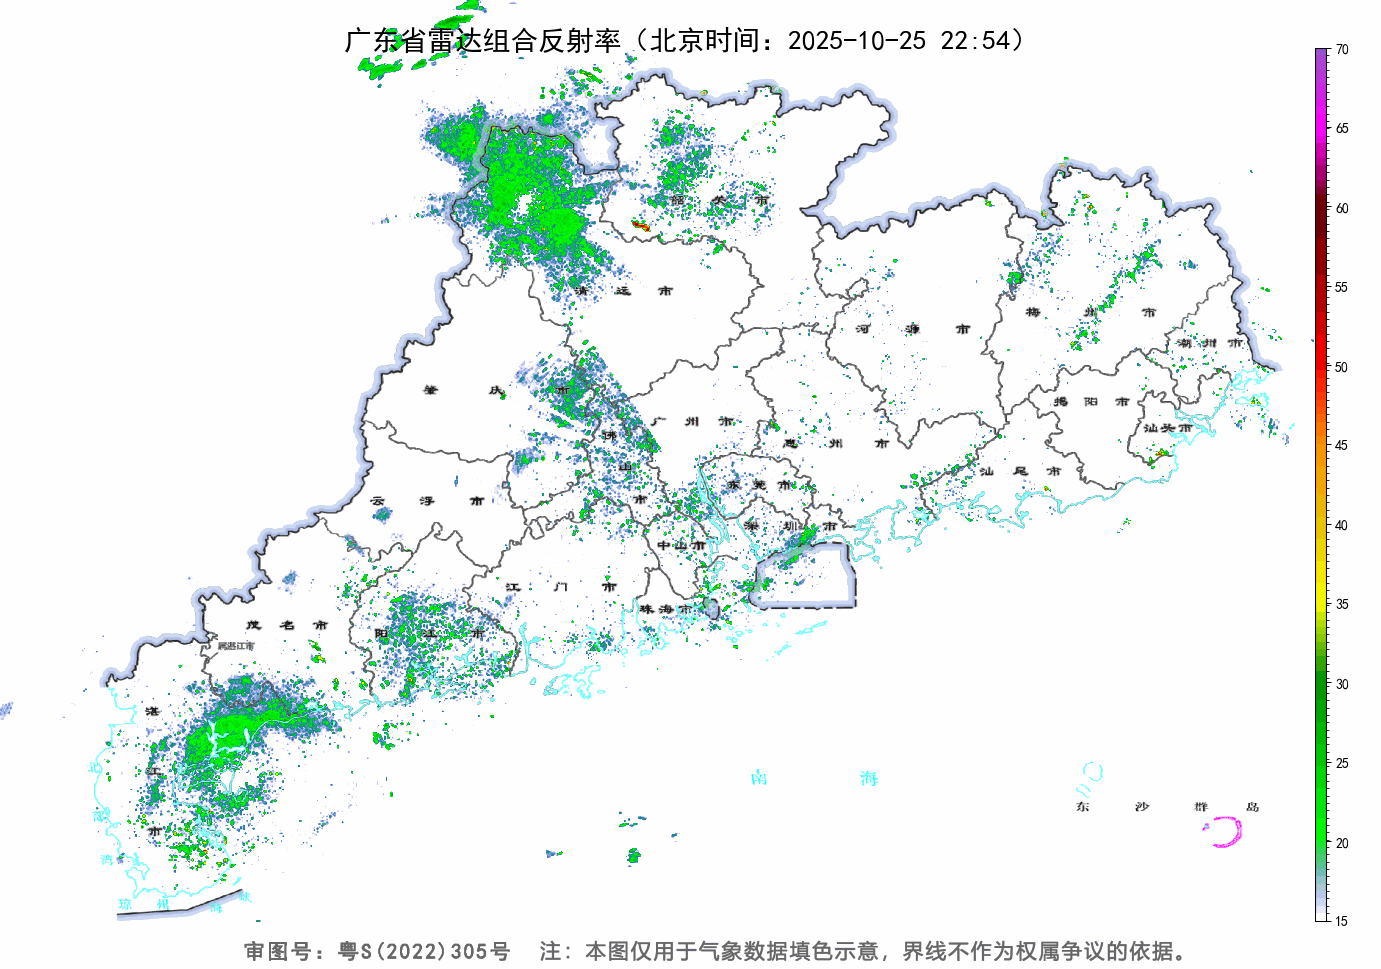 广东省雷达组合反射率（北京时间：2025-10-25 22:54）
70
65
60
55
50
45
40
35
30
25
20
15
韶关市
清远市
河源市
梅州市
潮州市
肇庆市
广州市
揭阳市
汕头市
佛山市
惠州市
汕尾市
云浮市
东莞市
深圳市
中山市
江门市
珠海市
茂名市
阳江市
属湛江市
湛江市
北部湾
南海
东沙群岛
琼州海峡
审图号：粤S(2022)305号 注：本图仅用于气象数据填色示意，界线不作为权属争议的依据。